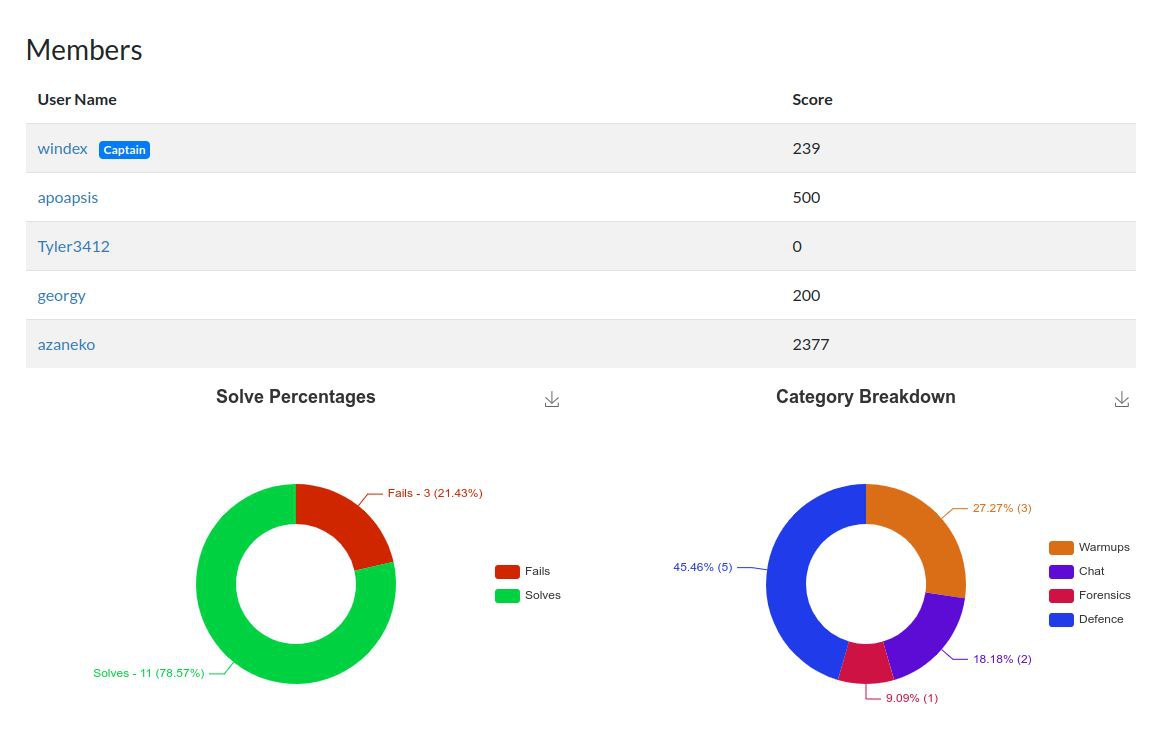 Members
User Name Score
windex Captain 239
apoapsis 500
Tyler3412 0
georgy 200
azaneko 2377
Solve Percentages
Fails - 3 (21.43%)
Solves - 11 (78.57%)
Fails
Solves
Category Breakdown
27.27% (3)
45.46% (5)
18.18% (2)
9.09% (1)
Warmups
Chat
Forensics
Defence